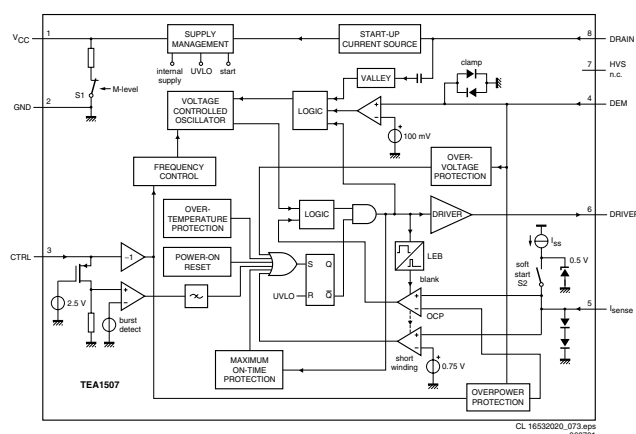 VCC 1
SUPPLY MANAGEMENT
START-UP CURRENT SOURCE
8 DRAIN
internal supply
UVLO
start
clamp
7 HVS n.c.
S1
M-level
VALLEY
GND 2
VOLTAGE CONTROLLED OSCILLATOR
LOGIC
100 mV
4 DEM
FREQUENCY CONTROL
OVER-VOLTAGE PROTECTION
OVER-TEMPERATURE PROTECTION
LOGIC
DRIVER
6 DRIVER
CTRL 3
−1
POWER-ON RESET
S Q
LEB
Iss
0.5 V
soft start S2
blank
2.5 V
burst detect
UVLO
R Q
OCP
5 Isense
short winding
0.75 V
MAXIMUM ON-TIME PROTECTION
OVERPOWER PROTECTION
TEA1507
CL 16532020_073.eps